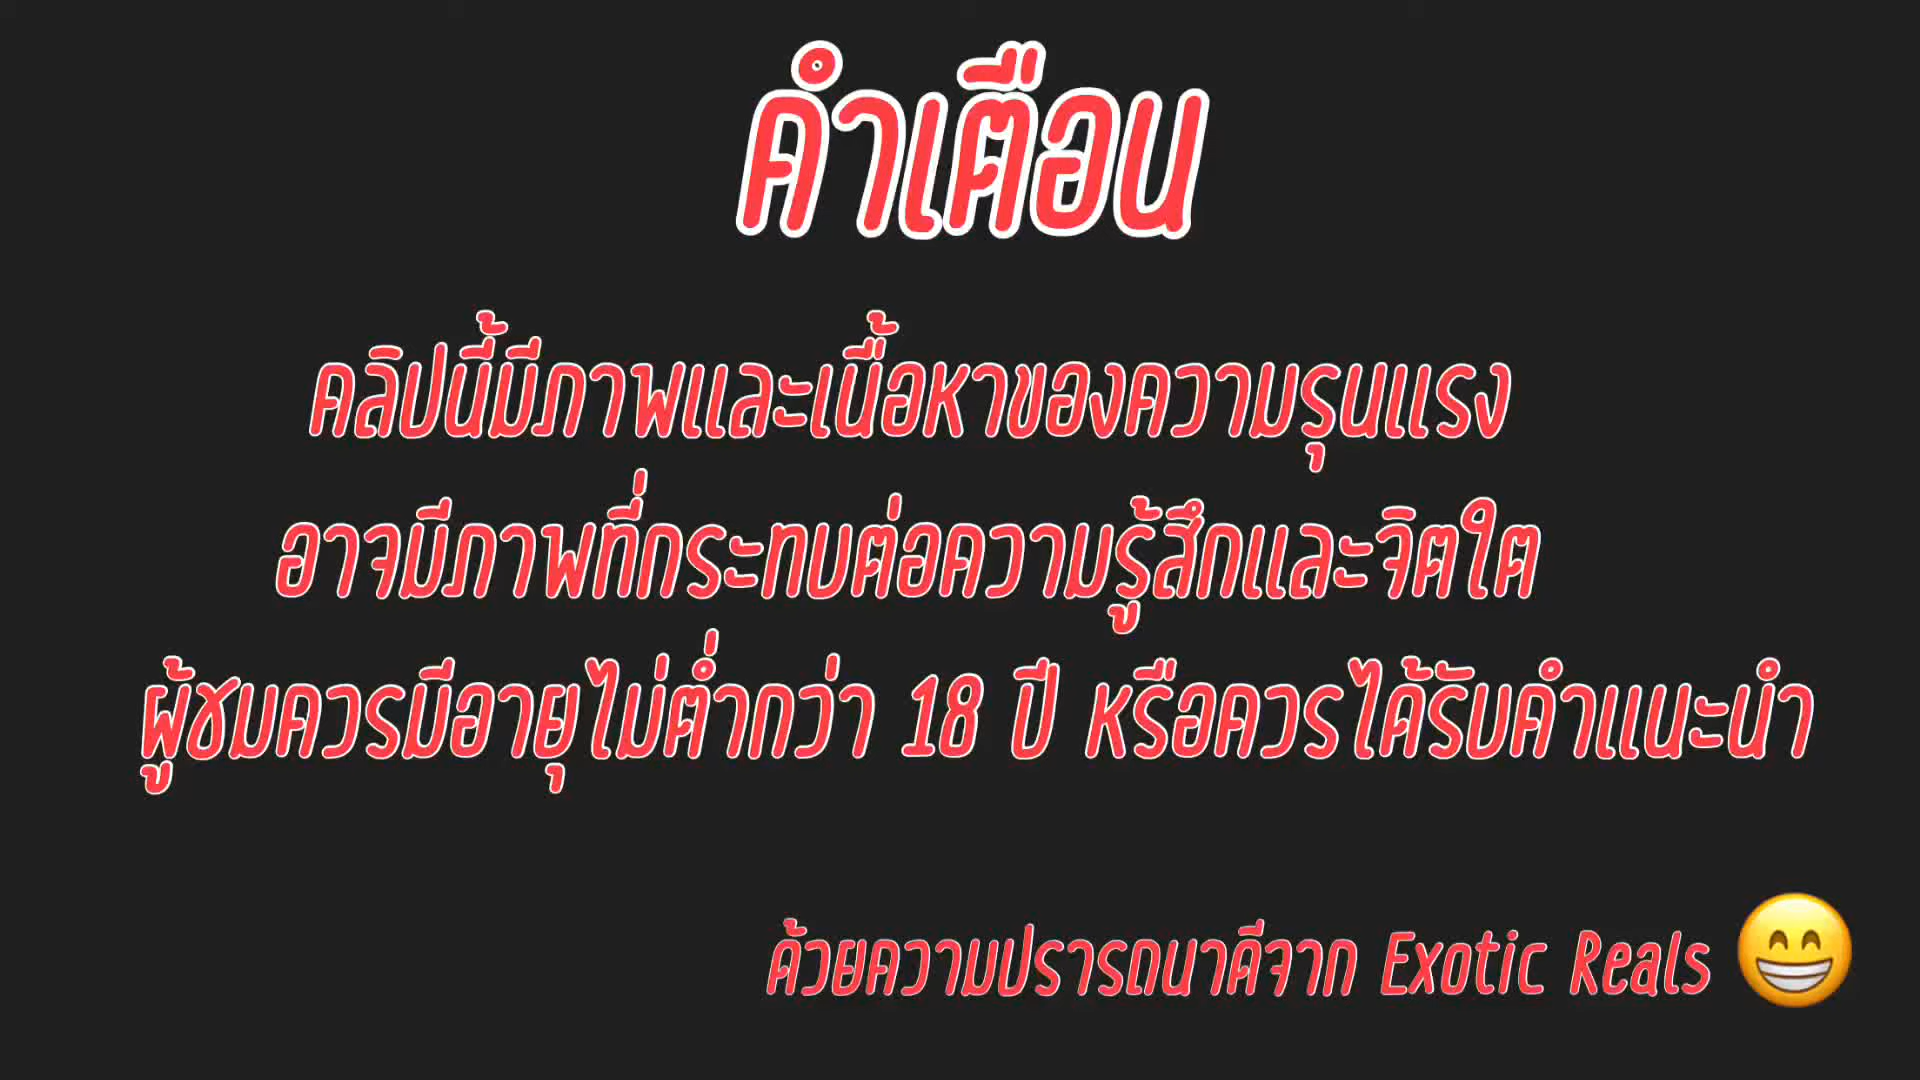 คำเตือน
คลิปนี้มีภาพและเนื้อหาของความรุนแรง
อาจมีภาพที่กระทบต่อความรู้สึกและจิตใต
ผู้ชมควรมีอายุไม่ต่ำกว่า 18 ปี หรือควรได้รับคำแนะนำ
ด้วยความปรารถนาดีจาก Exotic Reals 😁